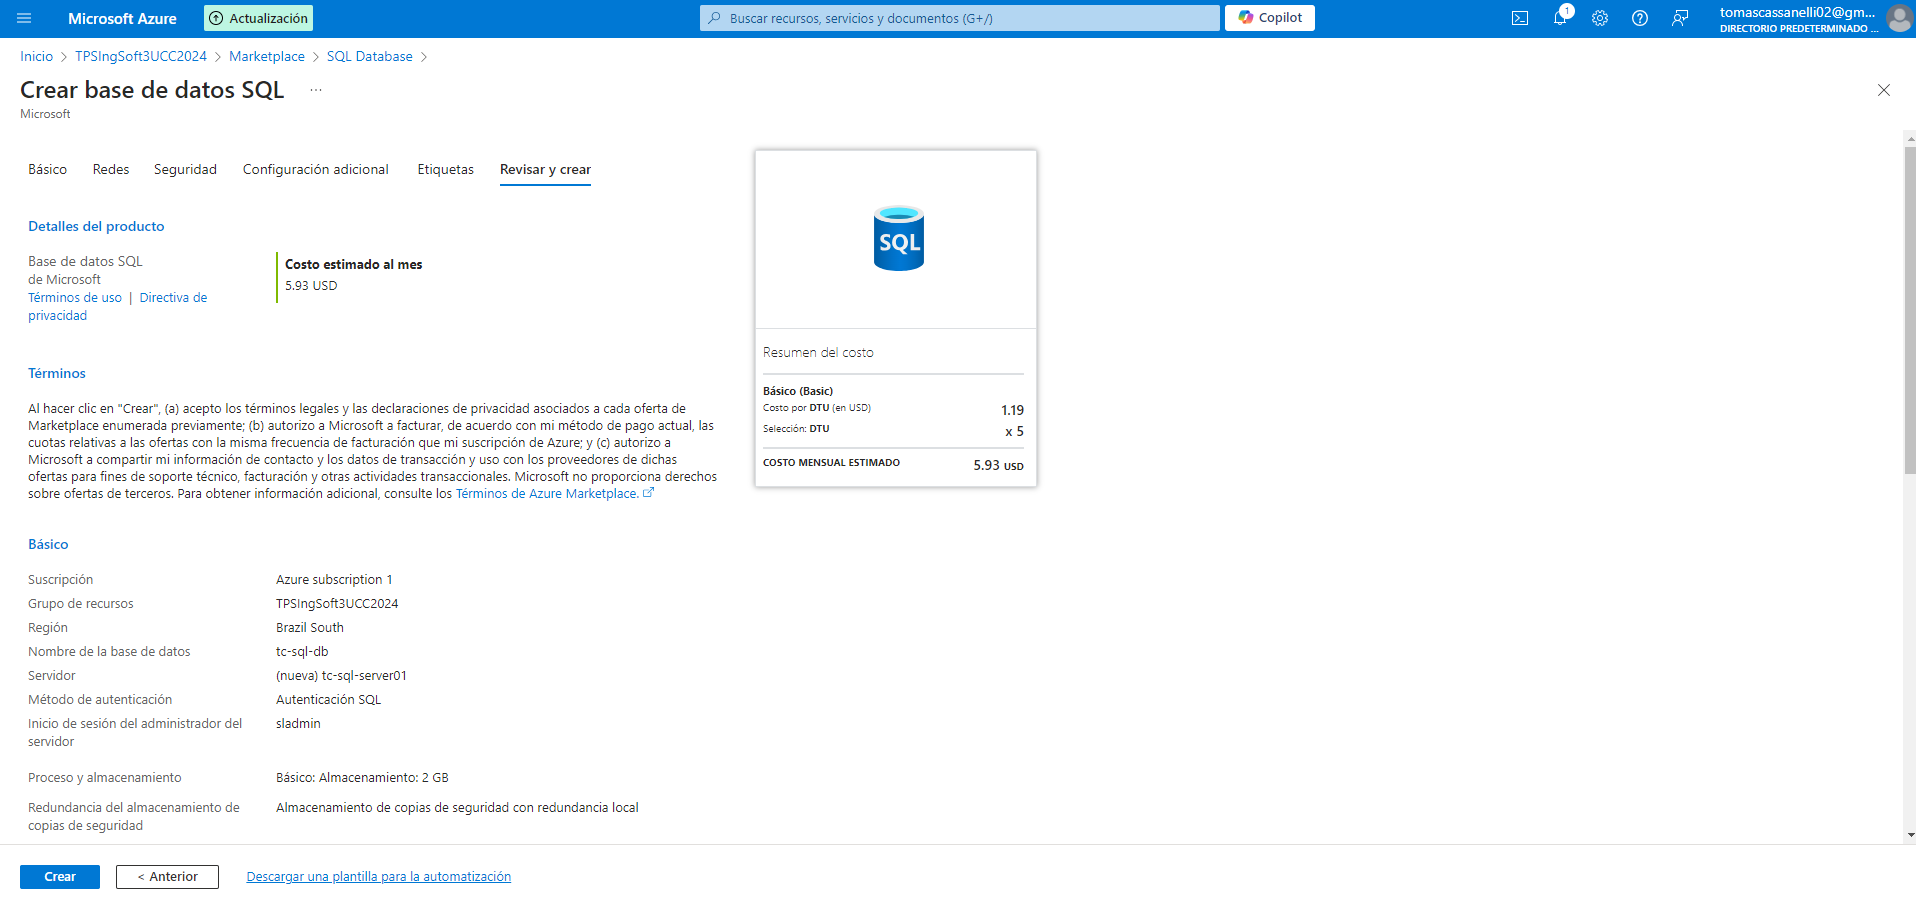 Microsoft Azure
Actualización
Buscar recursos, servicios y documentos (G+/)
Copilot
1
tomascassanelli02@gm...
DIRECTORIO PREDETERMINADO ...
Inicio > TPSIngSoft3UCC2024 > Marketplace > SQL Database >
Crear base de datos SQL ...
Microsoft
Básico Redes Seguridad Configuración adicional Etiquetas Revisar y crear
Detalles del producto
Base de datos SQL
de Microsoft
Términos de uso | Directiva de
privacidad
Costo estimado al mes
5.93 USD
Términos
Al hacer clic en "Crear", (a) acepto los términos legales y las declaraciones de privacidad asociados a cada oferta de
Marketplace enumerada previamente; (b) autorizo a Microsoft a facturar, de acuerdo con mi método de pago actual, las
cuotas relativas a las ofertas con la misma frecuencia de facturación que mi suscripción de Azure; y (c) autorizo a
Microsoft a compartir mi información de contacto y los datos de transacción y uso con los proveedores de dichas
ofertas para fines de soporte técnico, facturación y otras actividades transaccionales. Microsoft no proporciona derechos
sobre ofertas de terceros. Para obtener información adicional, consulte los Términos de Azure Marketplace.
SQL
Resumen del costo
Básico (Basic)
Costo por DTU (en USD) 1.19
Selección: DTU x 5
COSTO MENSUAL ESTIMADO 5.93 USD
Básico
Suscripción Azure subscription 1
Grupo de recursos TPSIngSoft3UCC2024
Región Brazil South
Nombre de la base de datos tc-sql-db
Servidor (nueva) tc-sql-server01
Método de autenticación Autenticación SQL
Inicio de sesión del administrador del sladmin
servidor
Proceso y almacenamiento Básico: Almacenamiento: 2 GB
Redundancia del almacenamiento de Almacenamiento de copias de seguridad con redundancia local
copias de seguridad
Crear < Anterior Descargar una plantilla para la automatización